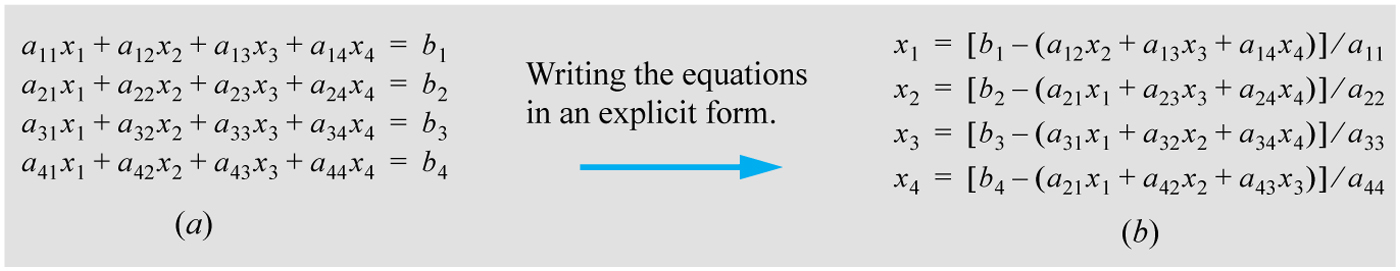 a₁₁x₁ + a₁₂x₂ + a₁₃x₃ + a₁₄x₄ = b₁
a₂₁x₁ + a₂₂x₂ + a₂₃x₃ + a₂₄x₄ = b₂
a₃₁x₁ + a₃₂x₂ + a₃₃x₃ + a₃₄x₄ = b₃
a₄₁x₁ + a₄₂x₂ + a₄₃x₃ + a₄₄x₄ = b₄
(a)
Writing the equations
in an explicit form.
x₁ = [b₁ – (a₁₂x₂ + a₁₃x₃ + a₁₄x₄)]/a₁₁
x₂ = [b₂ – (a₂₁x₁ + a₂₃x₃ + a₂₄x₄)]/a₂₂
x₃ = [b₃ – (a₃₁x₁ + a₃₂x₂ + a₃₄x₄)]/a₃₃
x₄ = [b₄ – (a₂₁x₁ + a₄₂x₂ + a₄₃x₃)]/a₄₄
(b)